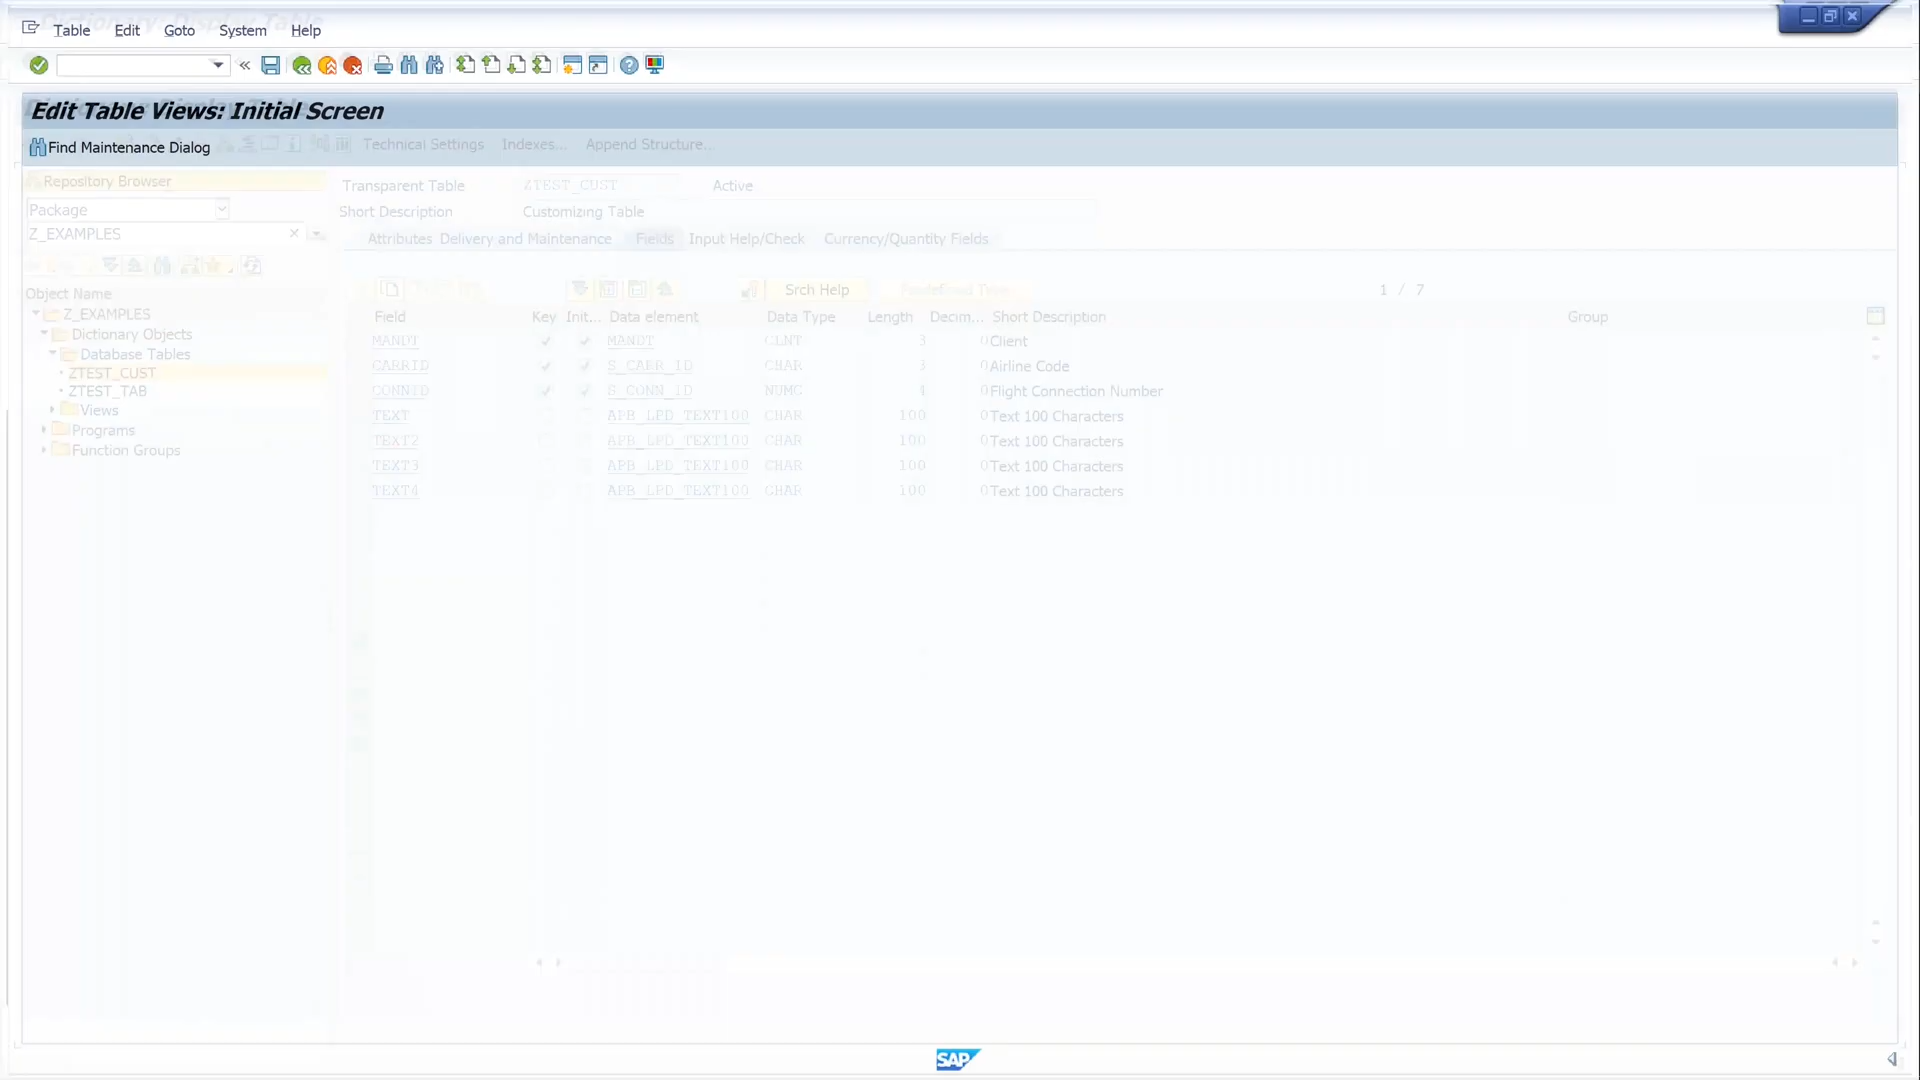 Table Edit Goto System Help
Edit Table Views: Initial Screen
Find Maintenance Dialog
Technical Settings Indexes... Append Structure...
Repository Browser
Package
Z_EXAMPLES
Object Name
Z_EXAMPLES
Dictionary Objects
Database Tables
ZTEST_CUST
ZTEST_TAB
Views
Programs
Function Groups
Transparent Table ZTEST_CUST Active
Short Description Customizing Table
Attributes Delivery and Maintenance Fields Input Help/Check Currency/Quantity Fields
Srch Help Predefined Type 1 / 7
Field Key Init... Data element Data Type Length Decim... Short Description Group
MANDT MANDT CLNT 3 0 Client
CARRID S_CARR_ID CHAR 3 0 Airline Code
CONNID S_CONN_ID NUMC 4 0 Flight Connection Number
TEXT APB_LPD_TEXT100 CHAR 100 0 Text 100 Characters
TEXT2 APB_LPD_TEXT100 CHAR 100 0 Text 100 Characters
TEXT3 APB_LPD_TEXT100 CHAR 100 0 Text 100 Characters
TEXT4 APB_LPD_TEXT100 CHAR 100 0 Text 100 Characters
SAP